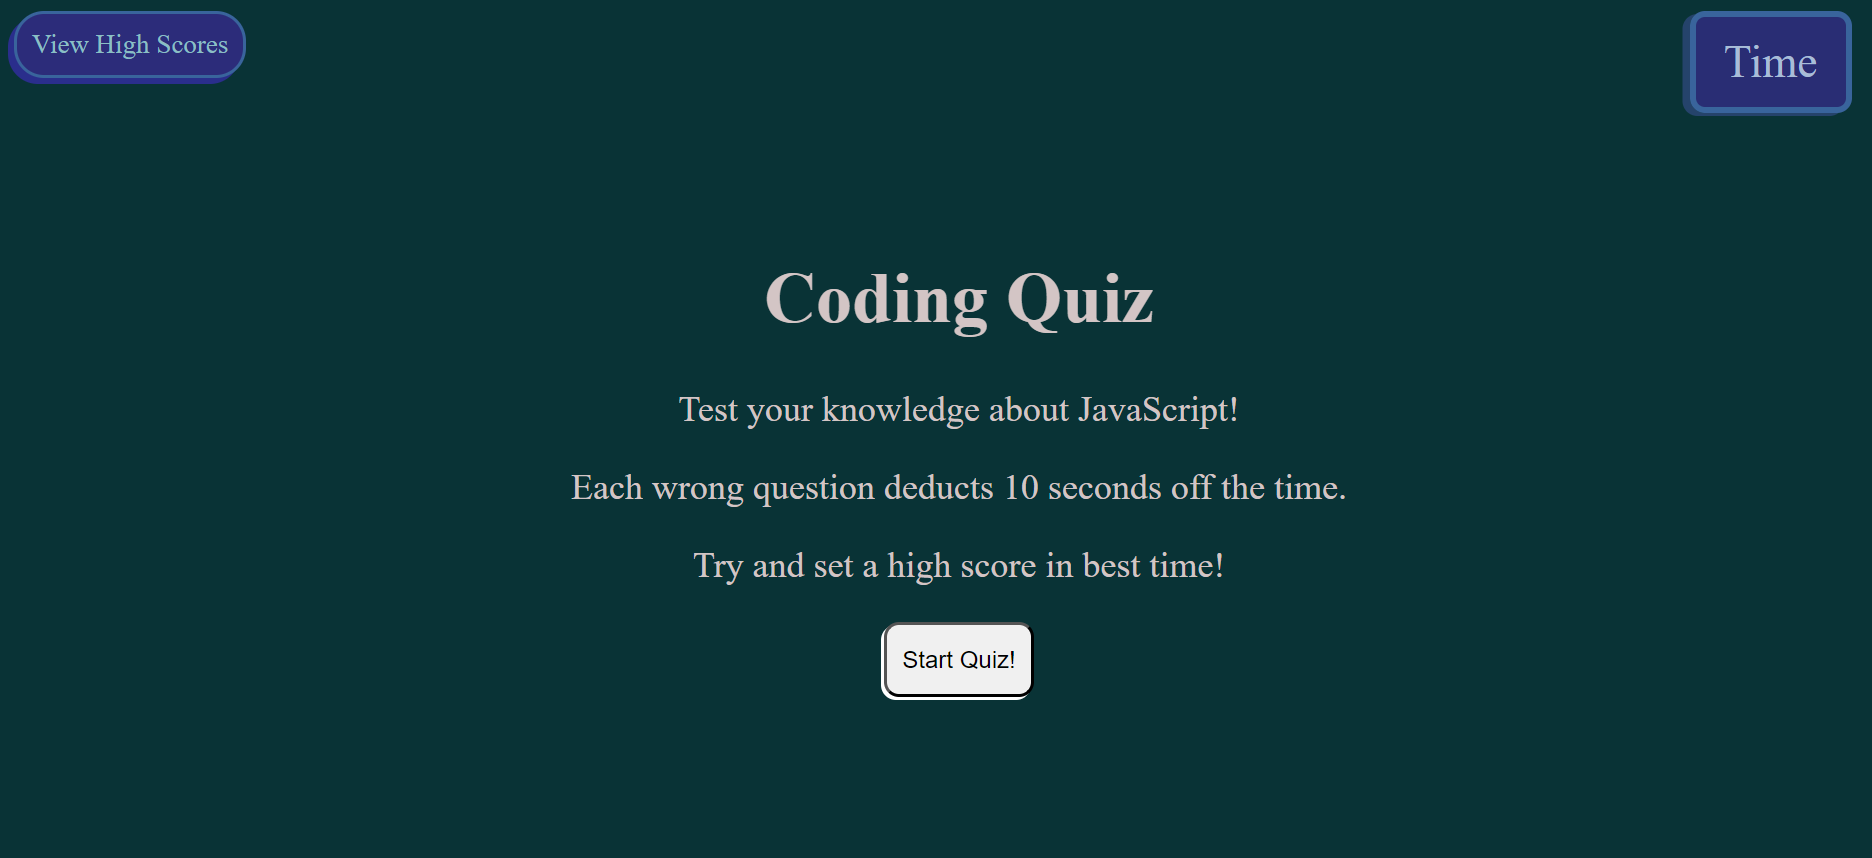 View High Scores
Time
Coding Quiz
Test your knowledge about JavaScript!
Each wrong question deducts 10 seconds off the time.
Try and set a high score in best time!
Start Quiz!